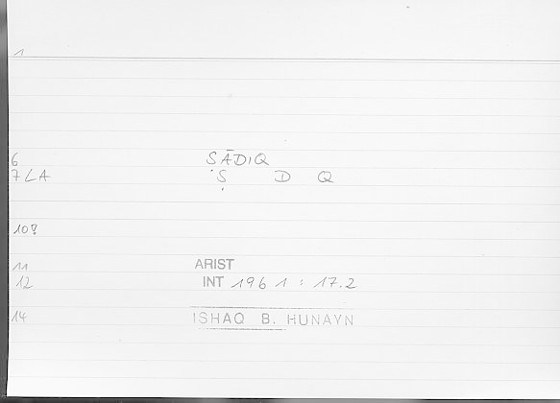 1
6 SĀDIQ
7LA Ṣ D Q
10?
11 ARIST
12 INT 1961 : 17.2
14 ISHAQ B. HUNAYN